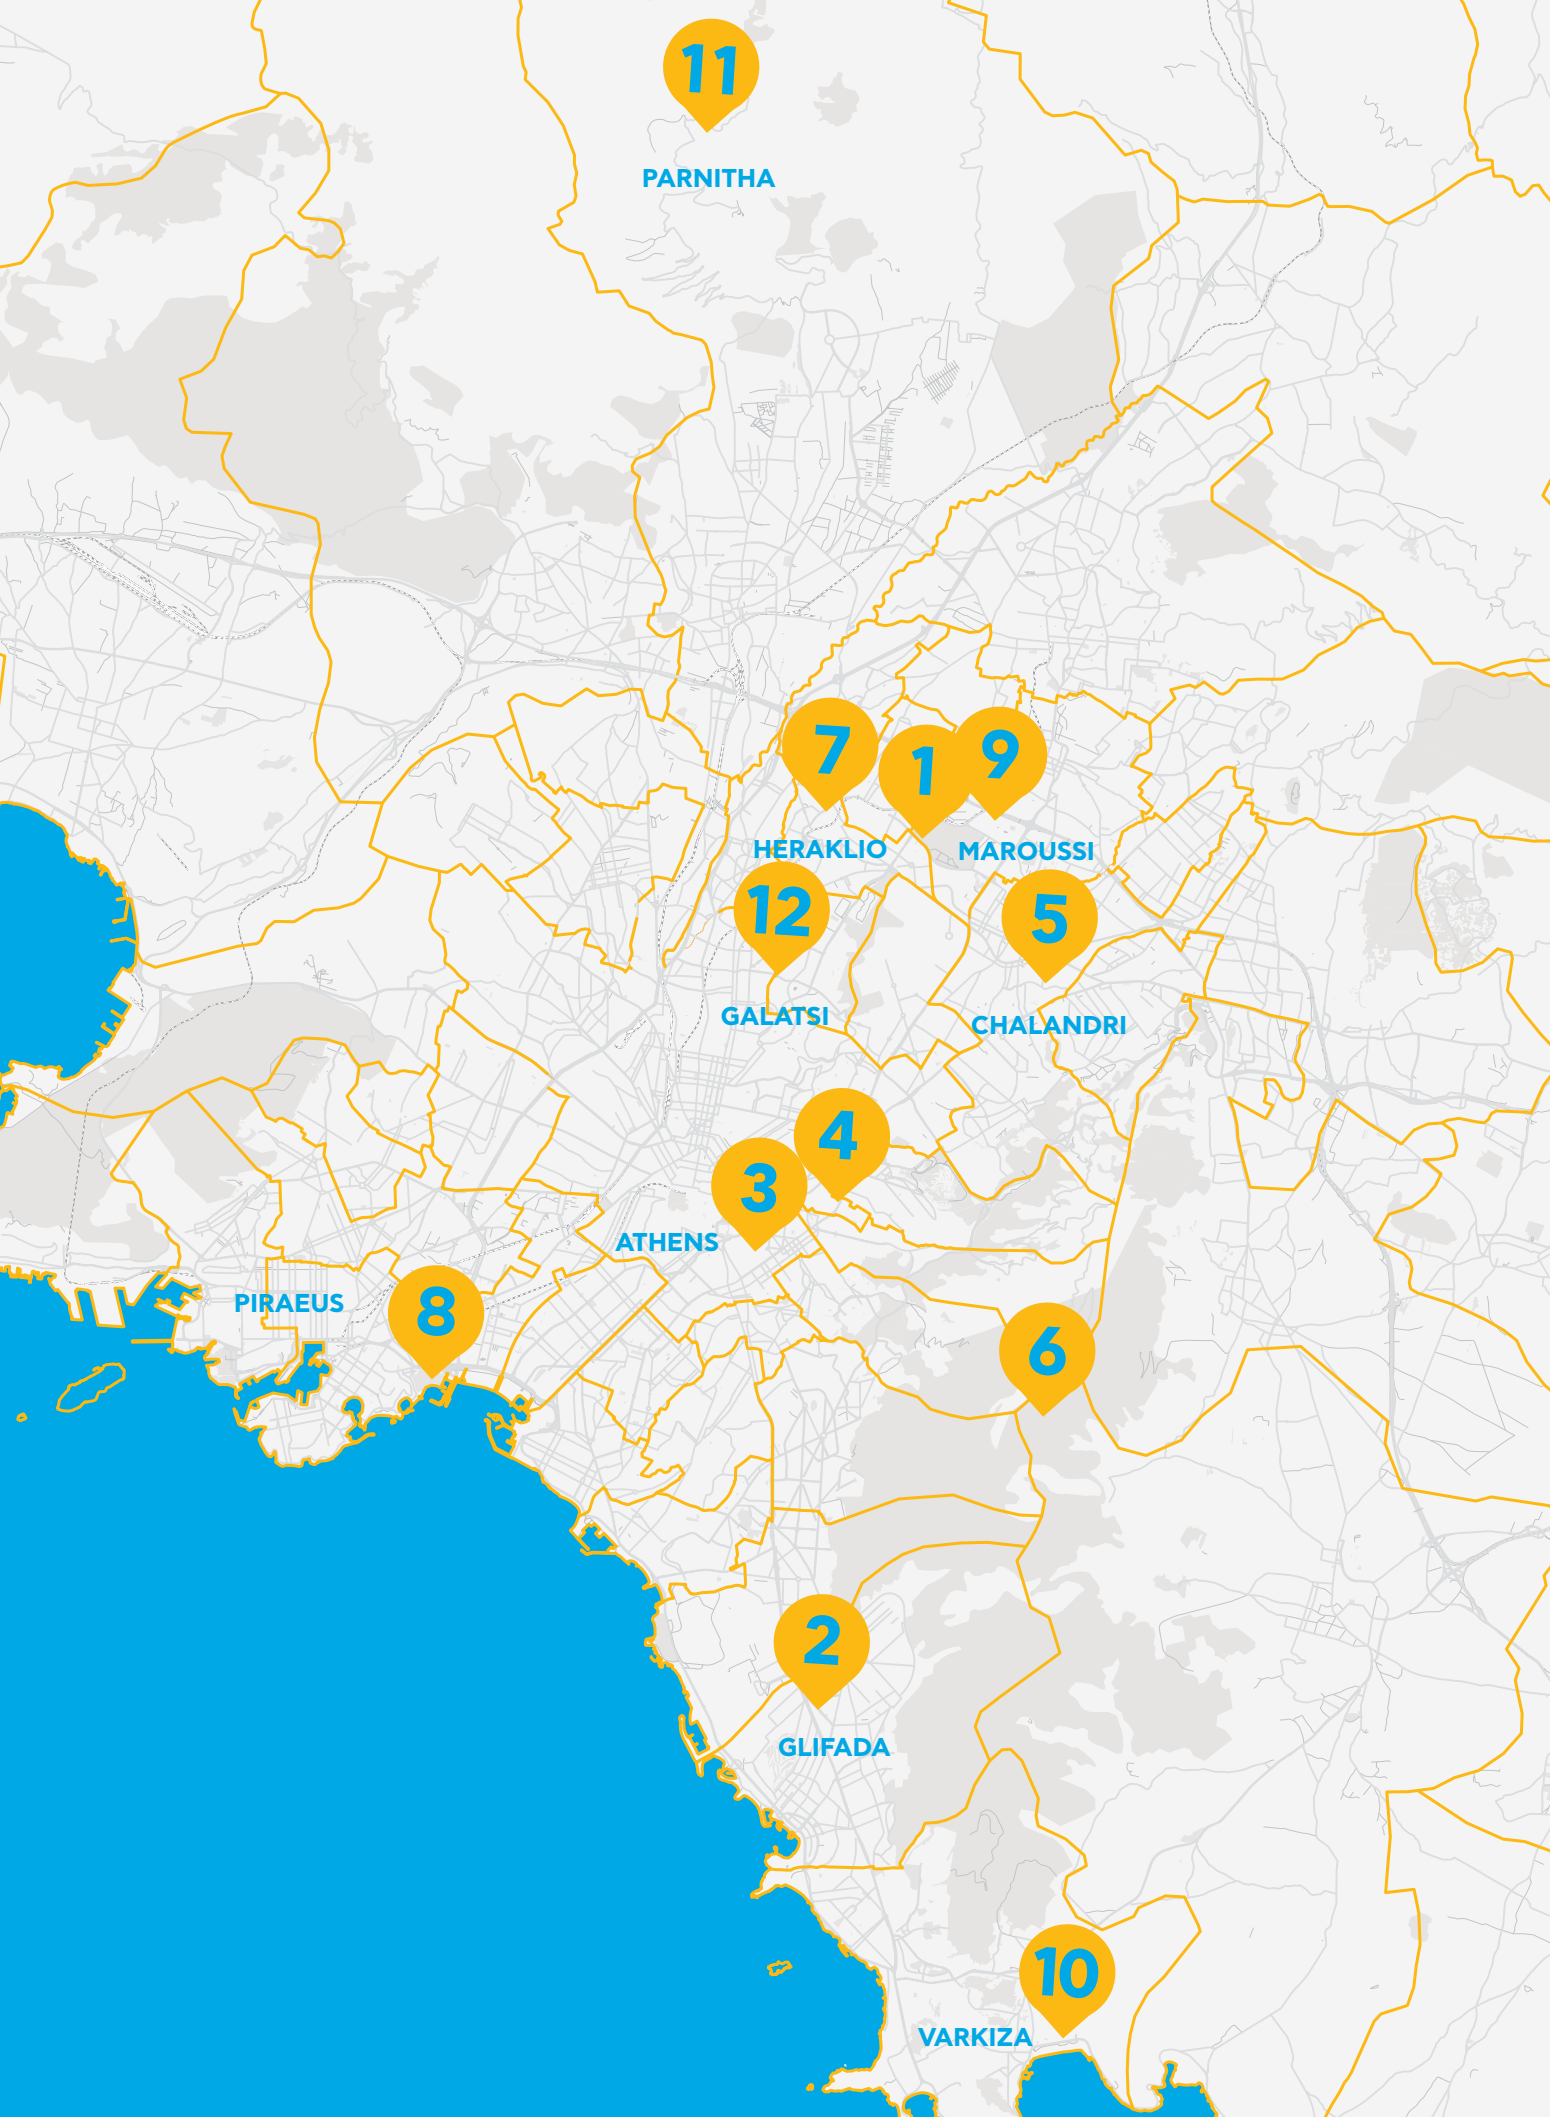 11
PARNITHA
7
1
9
HERAKLIO
MAROUSSI
12
5
GALATSI
CHALANDRI
4
3
ATHENS
PIRAEUS
8
6
2
GLIFADA
10
VARKIZA